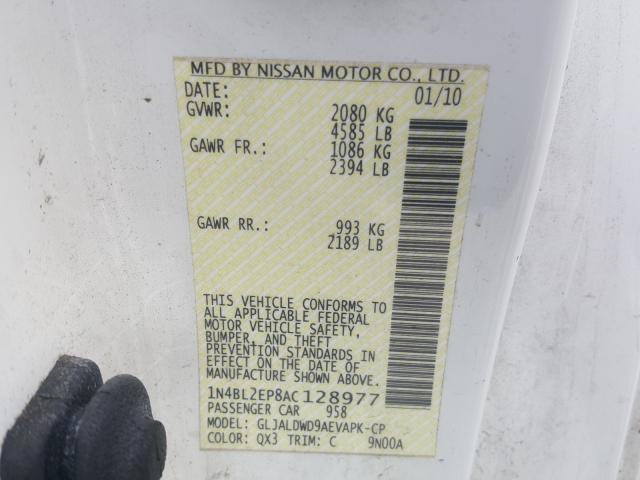 MFD BY NISSAN MOTOR CO., LTD.
DATE: 01/10
GVWR: 2080 KG
4585 LB
GAWR FR.: 1086 KG
2394 LB
GAWR RR.: 993 KG
2189 LB
THIS VEHICLE CONFORMS TO
ALL APPLICABLE FEDERAL
MOTOR VEHICLE SAFETY,
BUMPER, AND THEFT
PREVENTION STANDARDS IN
EFFECT ON THE DATE OF
MANUFACTURE SHOWN ABOVE.
1N4BL2EP8AC128977
PASSENGER CAR 958
MODEL: GLJALDWD9AEVAPK-CP
COLOR: QX3 TRIM: C 9N00A